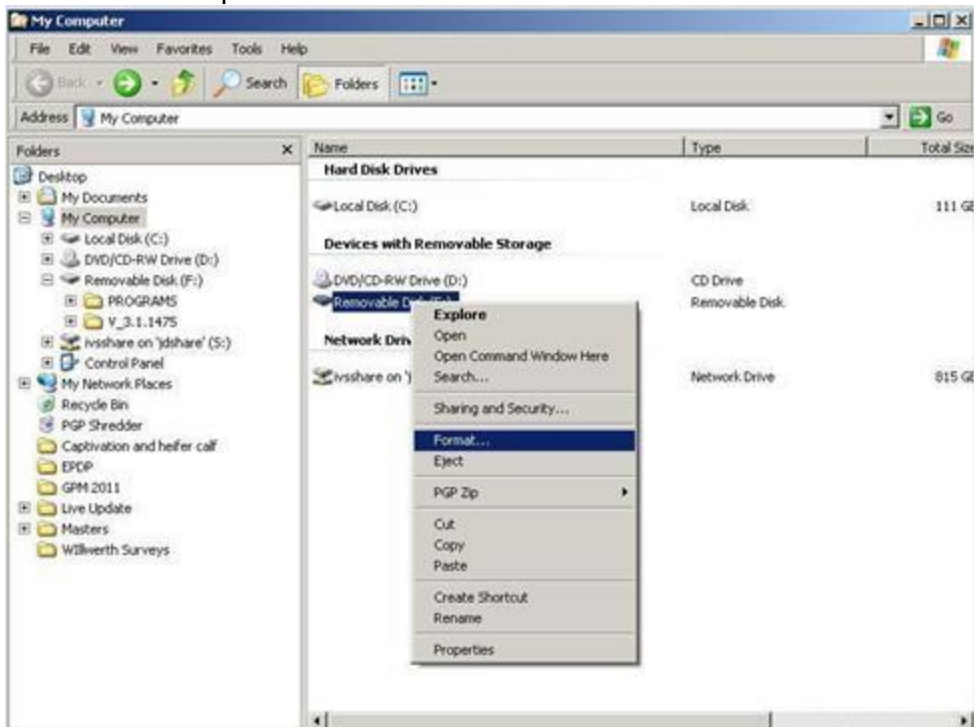 My Computer
File Edit View Favorites Tools Help
Back Search Folders
Address My Computer Go
Folders Name Type Total Size
Desktop
My Documents
My Computer
Local Disk (C:)
DVD/CD-RW Drive (D:)
Removable Disk (F:)
PROGRAMS
V_3.1.1475
ivsshare on 'jdshare' (S:)
Control Panel
My Network Places
Recycle Bin
PGP Shredder
Captivation and heifer calf
EPDP
GPM 2011
Live Update
Masters
Willwerth Surveys
Hard Disk Drives
Local Disk (C:) Local Disk 111 GB
Devices with Removable Storage
DVD/CD-RW Drive (D:) CD Drive
Removable Disk (F:) Removable Disk
Network Driv
ivsshare on 'j Network Drive 815 GB
Explore
Open
Open Command Window Here
Search...
Sharing and Security...
Format...
Eject
PGP Zip
Cut
Copy
Paste
Create Shortcut
Rename
Properties